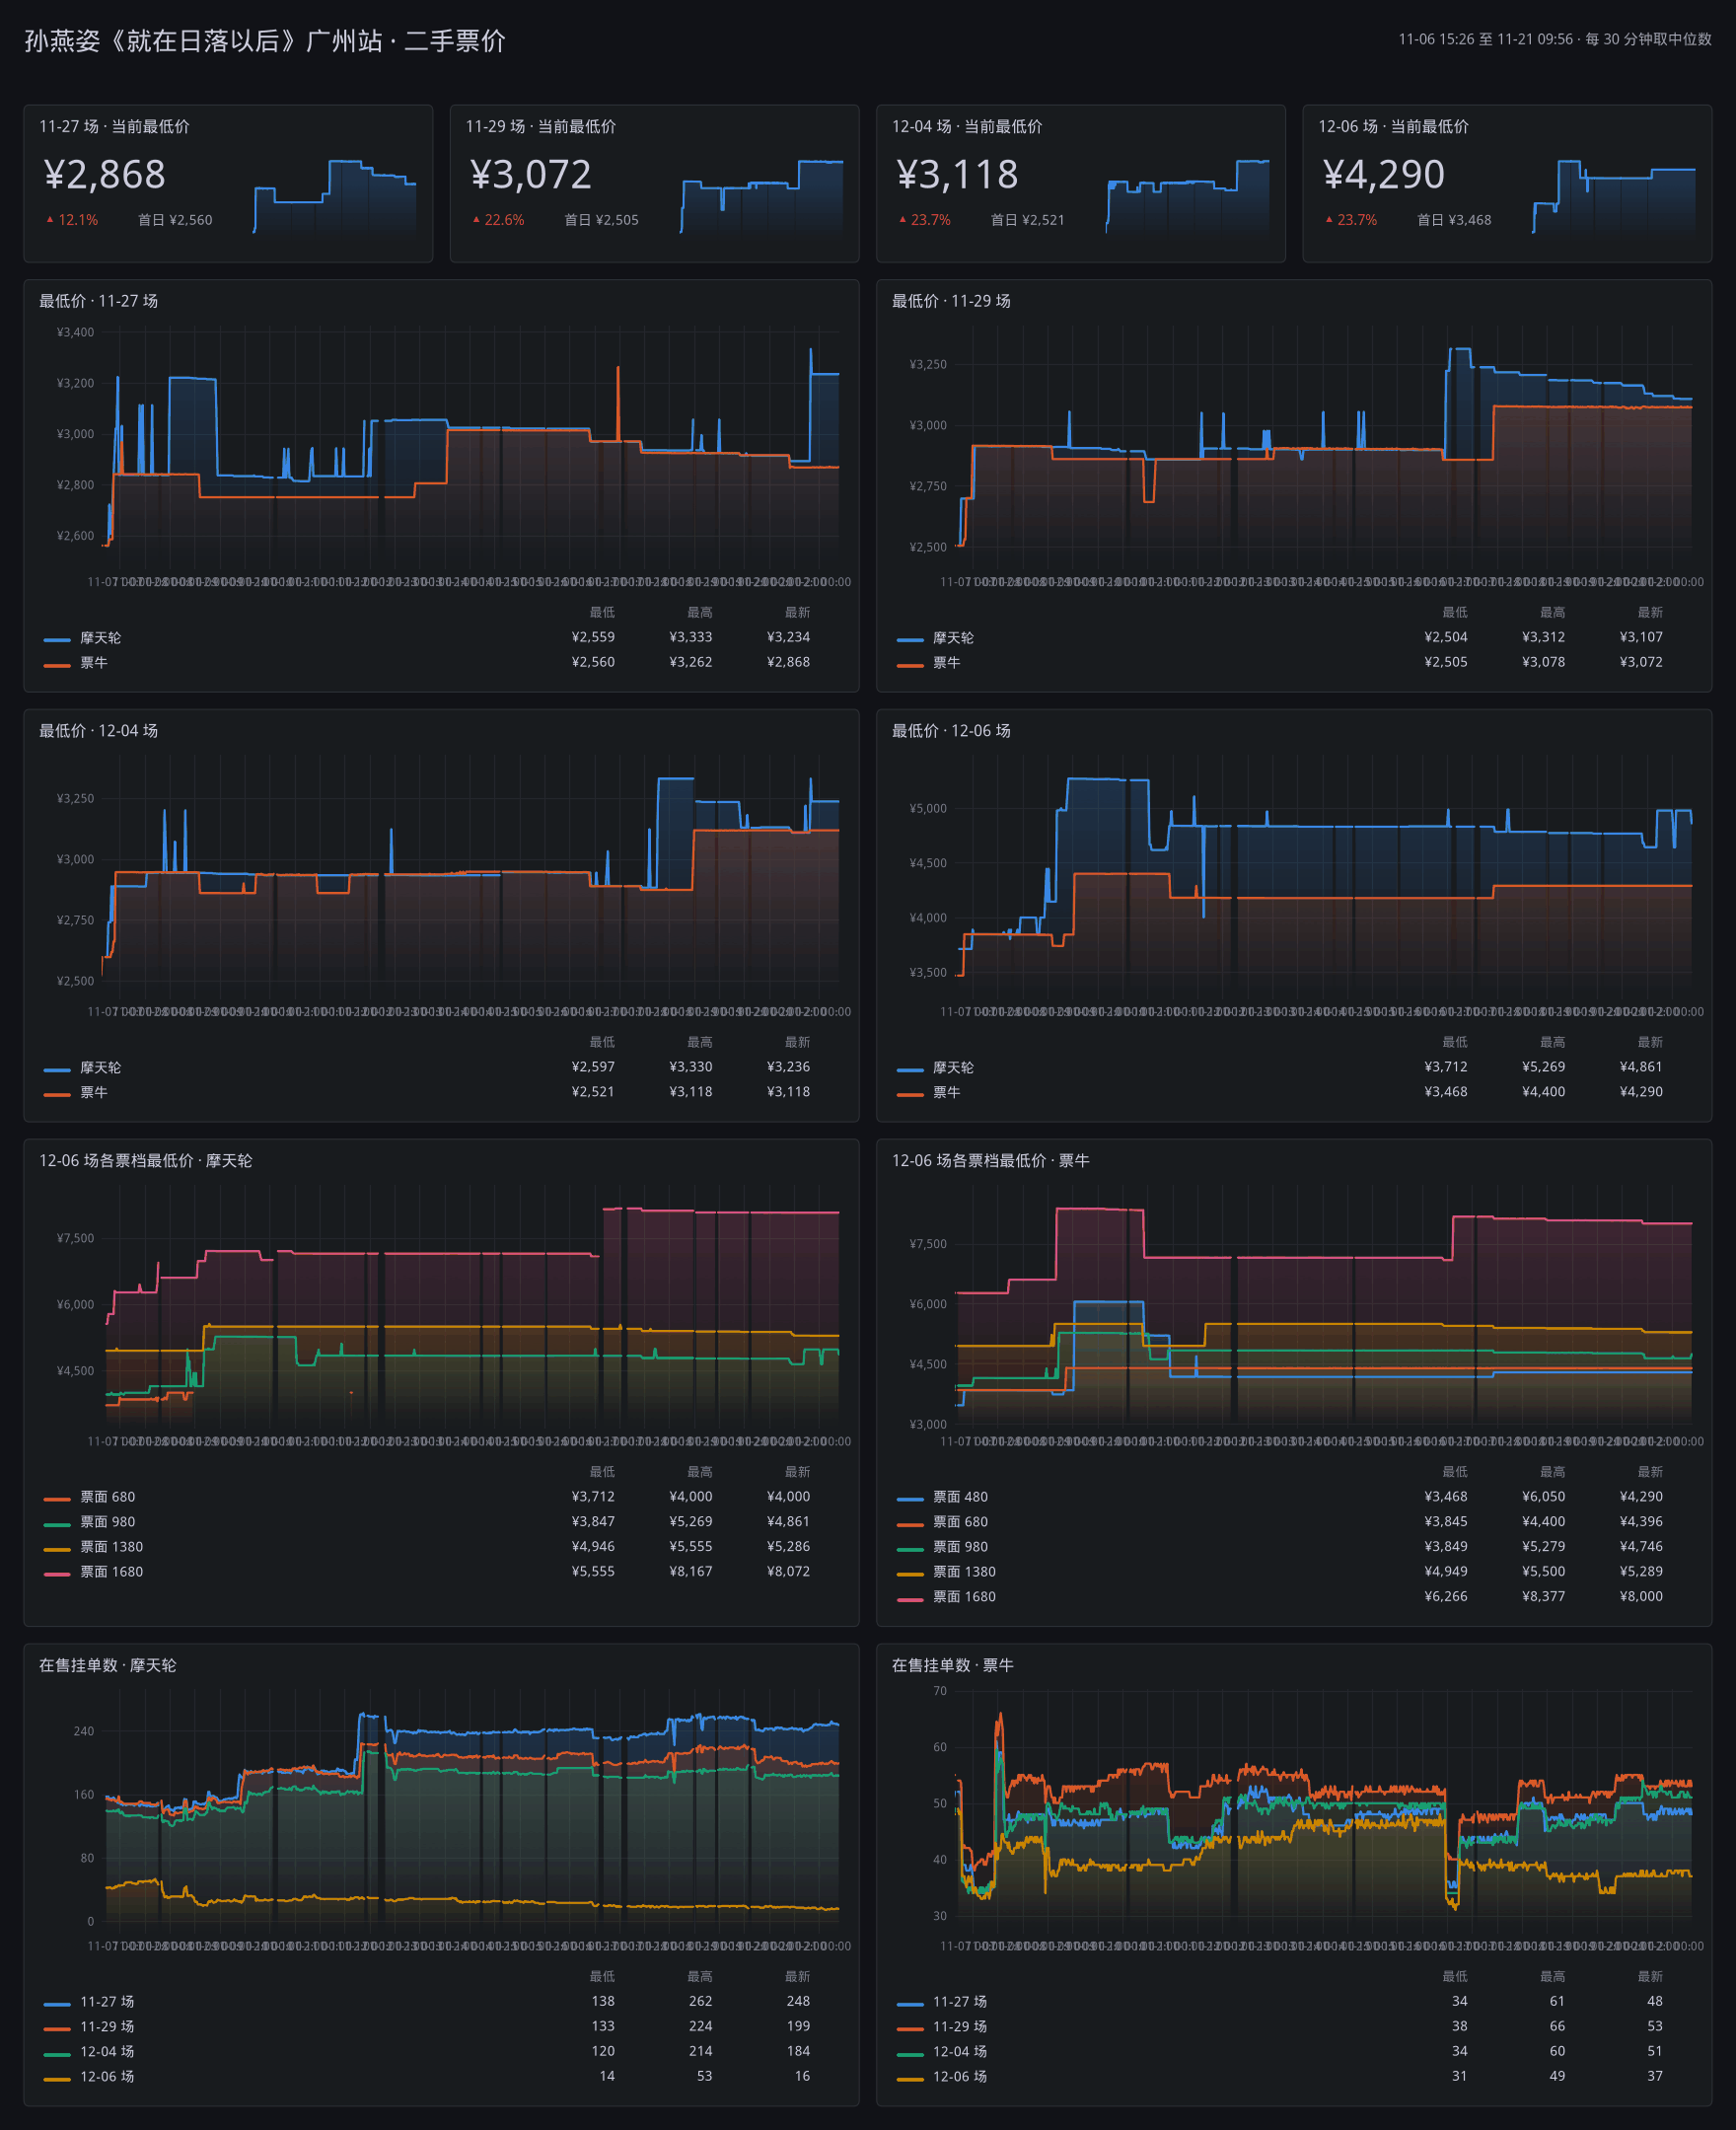 孙燕姿《就在日落以后》广州站 · 二手票价
11-06 15:26 至 11-21 09:56 · 每 30 分钟取中位数
11-27 场 · 当前最低价
¥2,868
▲ 12.1% 首日 ¥2,560
11-29 场 · 当前最低价
¥3,072
▲ 22.6% 首日 ¥2,505
12-04 场 · 当前最低价
¥3,118
▲ 23.7% 首日 ¥2,521
12-06 场 · 当前最低价
¥4,290
▲ 23.7% 首日 ¥3,468
最低价 · 11-27 场
¥3,400
¥3,200
¥3,000
¥2,800
¥2,600
最低 最高 最新
摩天轮 ¥2,559 ¥3,333 ¥3,234
票牛 ¥2,560 ¥3,262 ¥2,868
最低价 · 11-29 场
¥3,250
¥3,000
¥2,750
¥2,500
最低 最高 最新
摩天轮 ¥2,504 ¥3,312 ¥3,107
票牛 ¥2,505 ¥3,078 ¥3,072
最低价 · 12-04 场
¥3,250
¥3,000
¥2,750
¥2,500
最低 最高 最新
摩天轮 ¥2,597 ¥3,330 ¥3,236
票牛 ¥2,521 ¥3,118 ¥3,118
最低价 · 12-06 场
¥5,000
¥4,500
¥4,000
¥3,500
最低 最高 最新
摩天轮 ¥3,712 ¥5,269 ¥4,861
票牛 ¥3,468 ¥4,400 ¥4,290
12-06 场各票档最低价 · 摩天轮
¥7,500
¥6,000
¥4,500
最低 最高 最新
票面 680 ¥3,712 ¥4,000 ¥4,000
票面 980 ¥3,847 ¥5,269 ¥4,861
票面 1380 ¥4,946 ¥5,555 ¥5,286
票面 1680 ¥5,555 ¥8,167 ¥8,072
12-06 场各票档最低价 · 票牛
¥7,500
¥6,000
¥4,500
¥3,000
最低 最高 最新
票面 480 ¥3,468 ¥6,050 ¥4,290
票面 680 ¥3,845 ¥4,400 ¥4,396
票面 980 ¥3,849 ¥5,279 ¥4,746
票面 1380 ¥4,949 ¥5,500 ¥5,289
票面 1680 ¥6,266 ¥8,377 ¥8,000
在售挂单数 · 摩天轮
240
160
80
0
最低 最高 最新
11-27 场 138 262 248
11-29 场 133 224 199
12-04 场 120 214 184
12-06 场 14 53 16
在售挂单数 · 票牛
70
60
50
40
30
最低 最高 最新
11-27 场 34 61 48
11-29 场 38 66 53
12-04 场 34 60 51
12-06 场 31 49 37